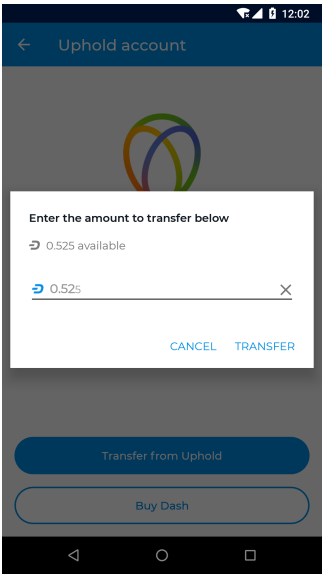 12:02
Uphold account
Enter the amount to transfer below
0.525 available
0.525
CANCEL TRANSFER
Transfer from Uphold
Buy Dash